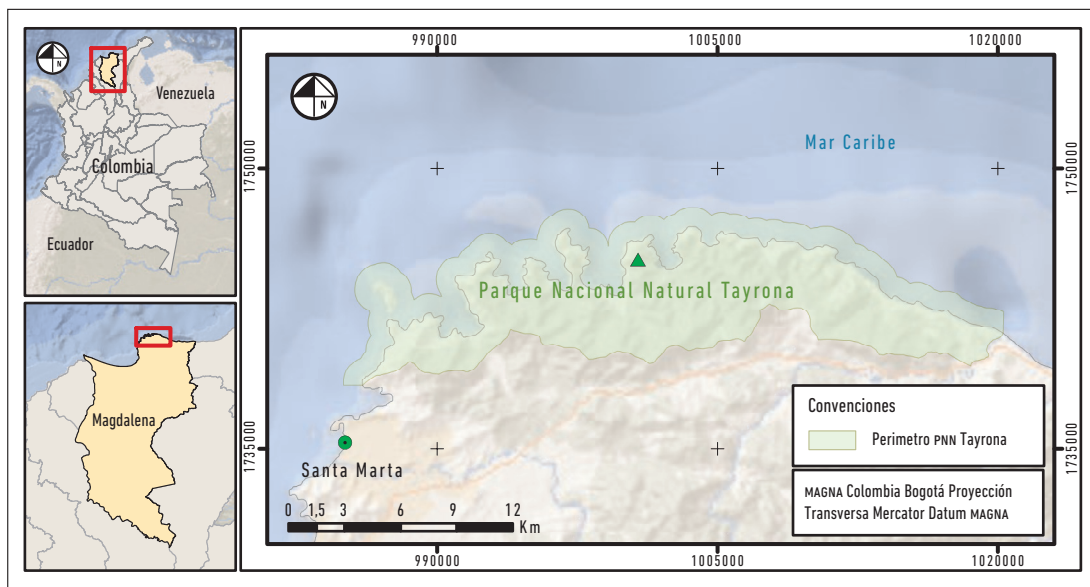 N
Venezuela
Colombia
Ecuador
Magdalena
990000 1005000 1020000
N
Mar Caribe
1750000 1750000
Parque Nacional Natural Tayrona
Santa Marta
1735000 1735000
0 1,5 3 6 9 12
Km
Convenciones
Perimetro PNN Tayrona
MAGNA Colombia Bogotá Proyección
Transversa Mercator Datum MAGNA
990000 1005000 1020000